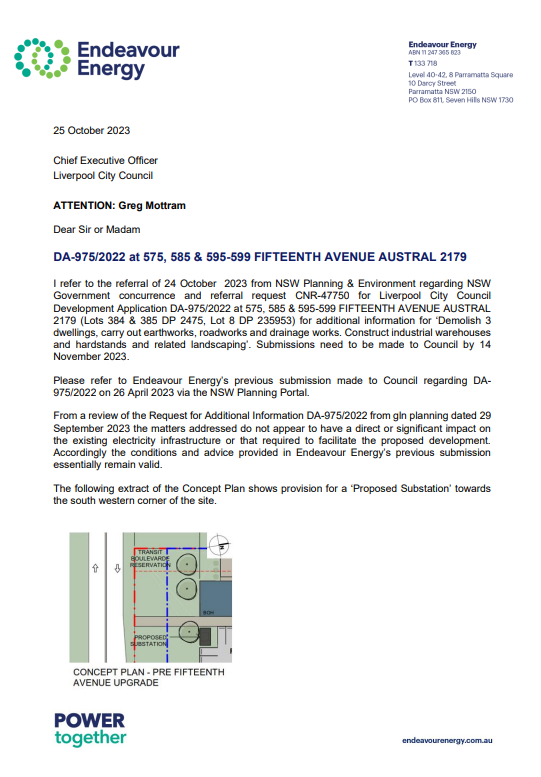 Endeavour
Energy
Endeavour Energy
ABN 11 247 365 823
T 133 718
Level 40-42, 8 Parramatta Square
10 Darcy Street
Parramatta NSW 2150
PO Box 811, Seven Hills NSW 1730
25 October 2023
Chief Executive Officer
Liverpool City Council
ATTENTION: Greg Mottram
Dear Sir or Madam
DA-975/2022 at 575, 585 & 595-599 FIFTEENTH AVENUE AUSTRAL 2179
I refer to the referral of 24 October 2023 from NSW Planning & Environment regarding NSW
Government concurrence and referral request CNR-47750 for Liverpool City Council
Development Application DA-975/2022 at 575, 585 & 595-599 FIFTEENTH AVENUE AUSTRAL
2179 (Lots 384 & 385 DP 2475, Lot 8 DP 235953) for additional information for ‘Demolish 3
dwellings, carry out earthworks, roadworks and drainage works. Construct industrial warehouses
and hardstands and related landscaping’. Submissions need to be made to Council by 14
November 2023.
Please refer to Endeavour Energy’s previous submission made to Council regarding DA-
975/2022 on 26 April 2023 via the NSW Planning Portal.
From a review of the Request for Additional Information DA-975/2022 from gln planning dated 29
September 2023 the matters addressed do not appear to have a direct or significant impact on
the existing electricity infrastructure or that required to facilitate the proposed development.
Accordingly the conditions and advice provided in Endeavour Energy’s previous submission
essentially remain valid.
The following extract of the Concept Plan shows provision for a ‘Proposed Substation’ towards
the south western corner of the site.
TRANSIT
BOULEVARDE
RESERVATION
PROPOSED
SUBSTATION
CONCEPT PLAN - PRE FIFTEENTH
AVENUE UPGRADE
POWER
together
endeavourenergy.com.au